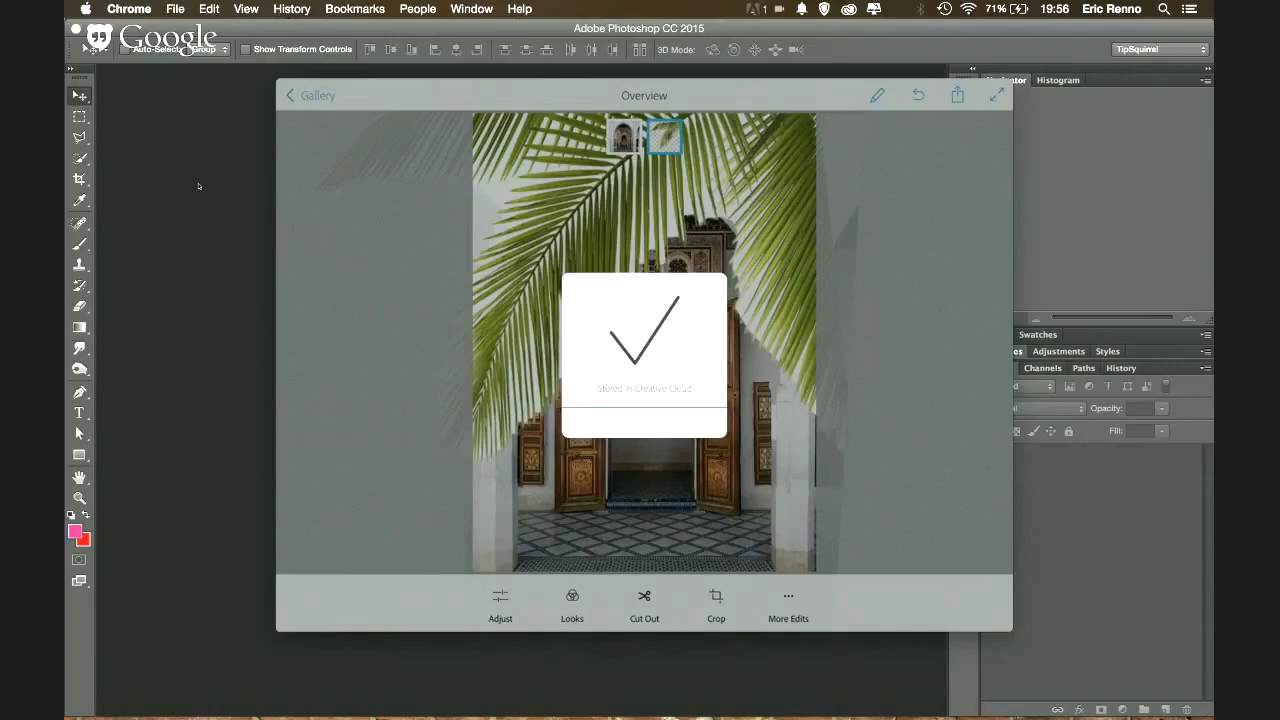 Chrome File Edit View History Bookmarks People Window Help 1 71% 19:56 Eric Renno
Adobe Photoshop CC 2015
Google
Auto-Select: Group Show Transform Controls 3D Mode: TipSquirrel
Navigator Histogram
Gallery Overview
Stored in Creative Cloud
Swatches
Adjustments Styles
Channels Paths History
Opacity:
Fill:
Adjust Looks Cut Out Crop More Edits